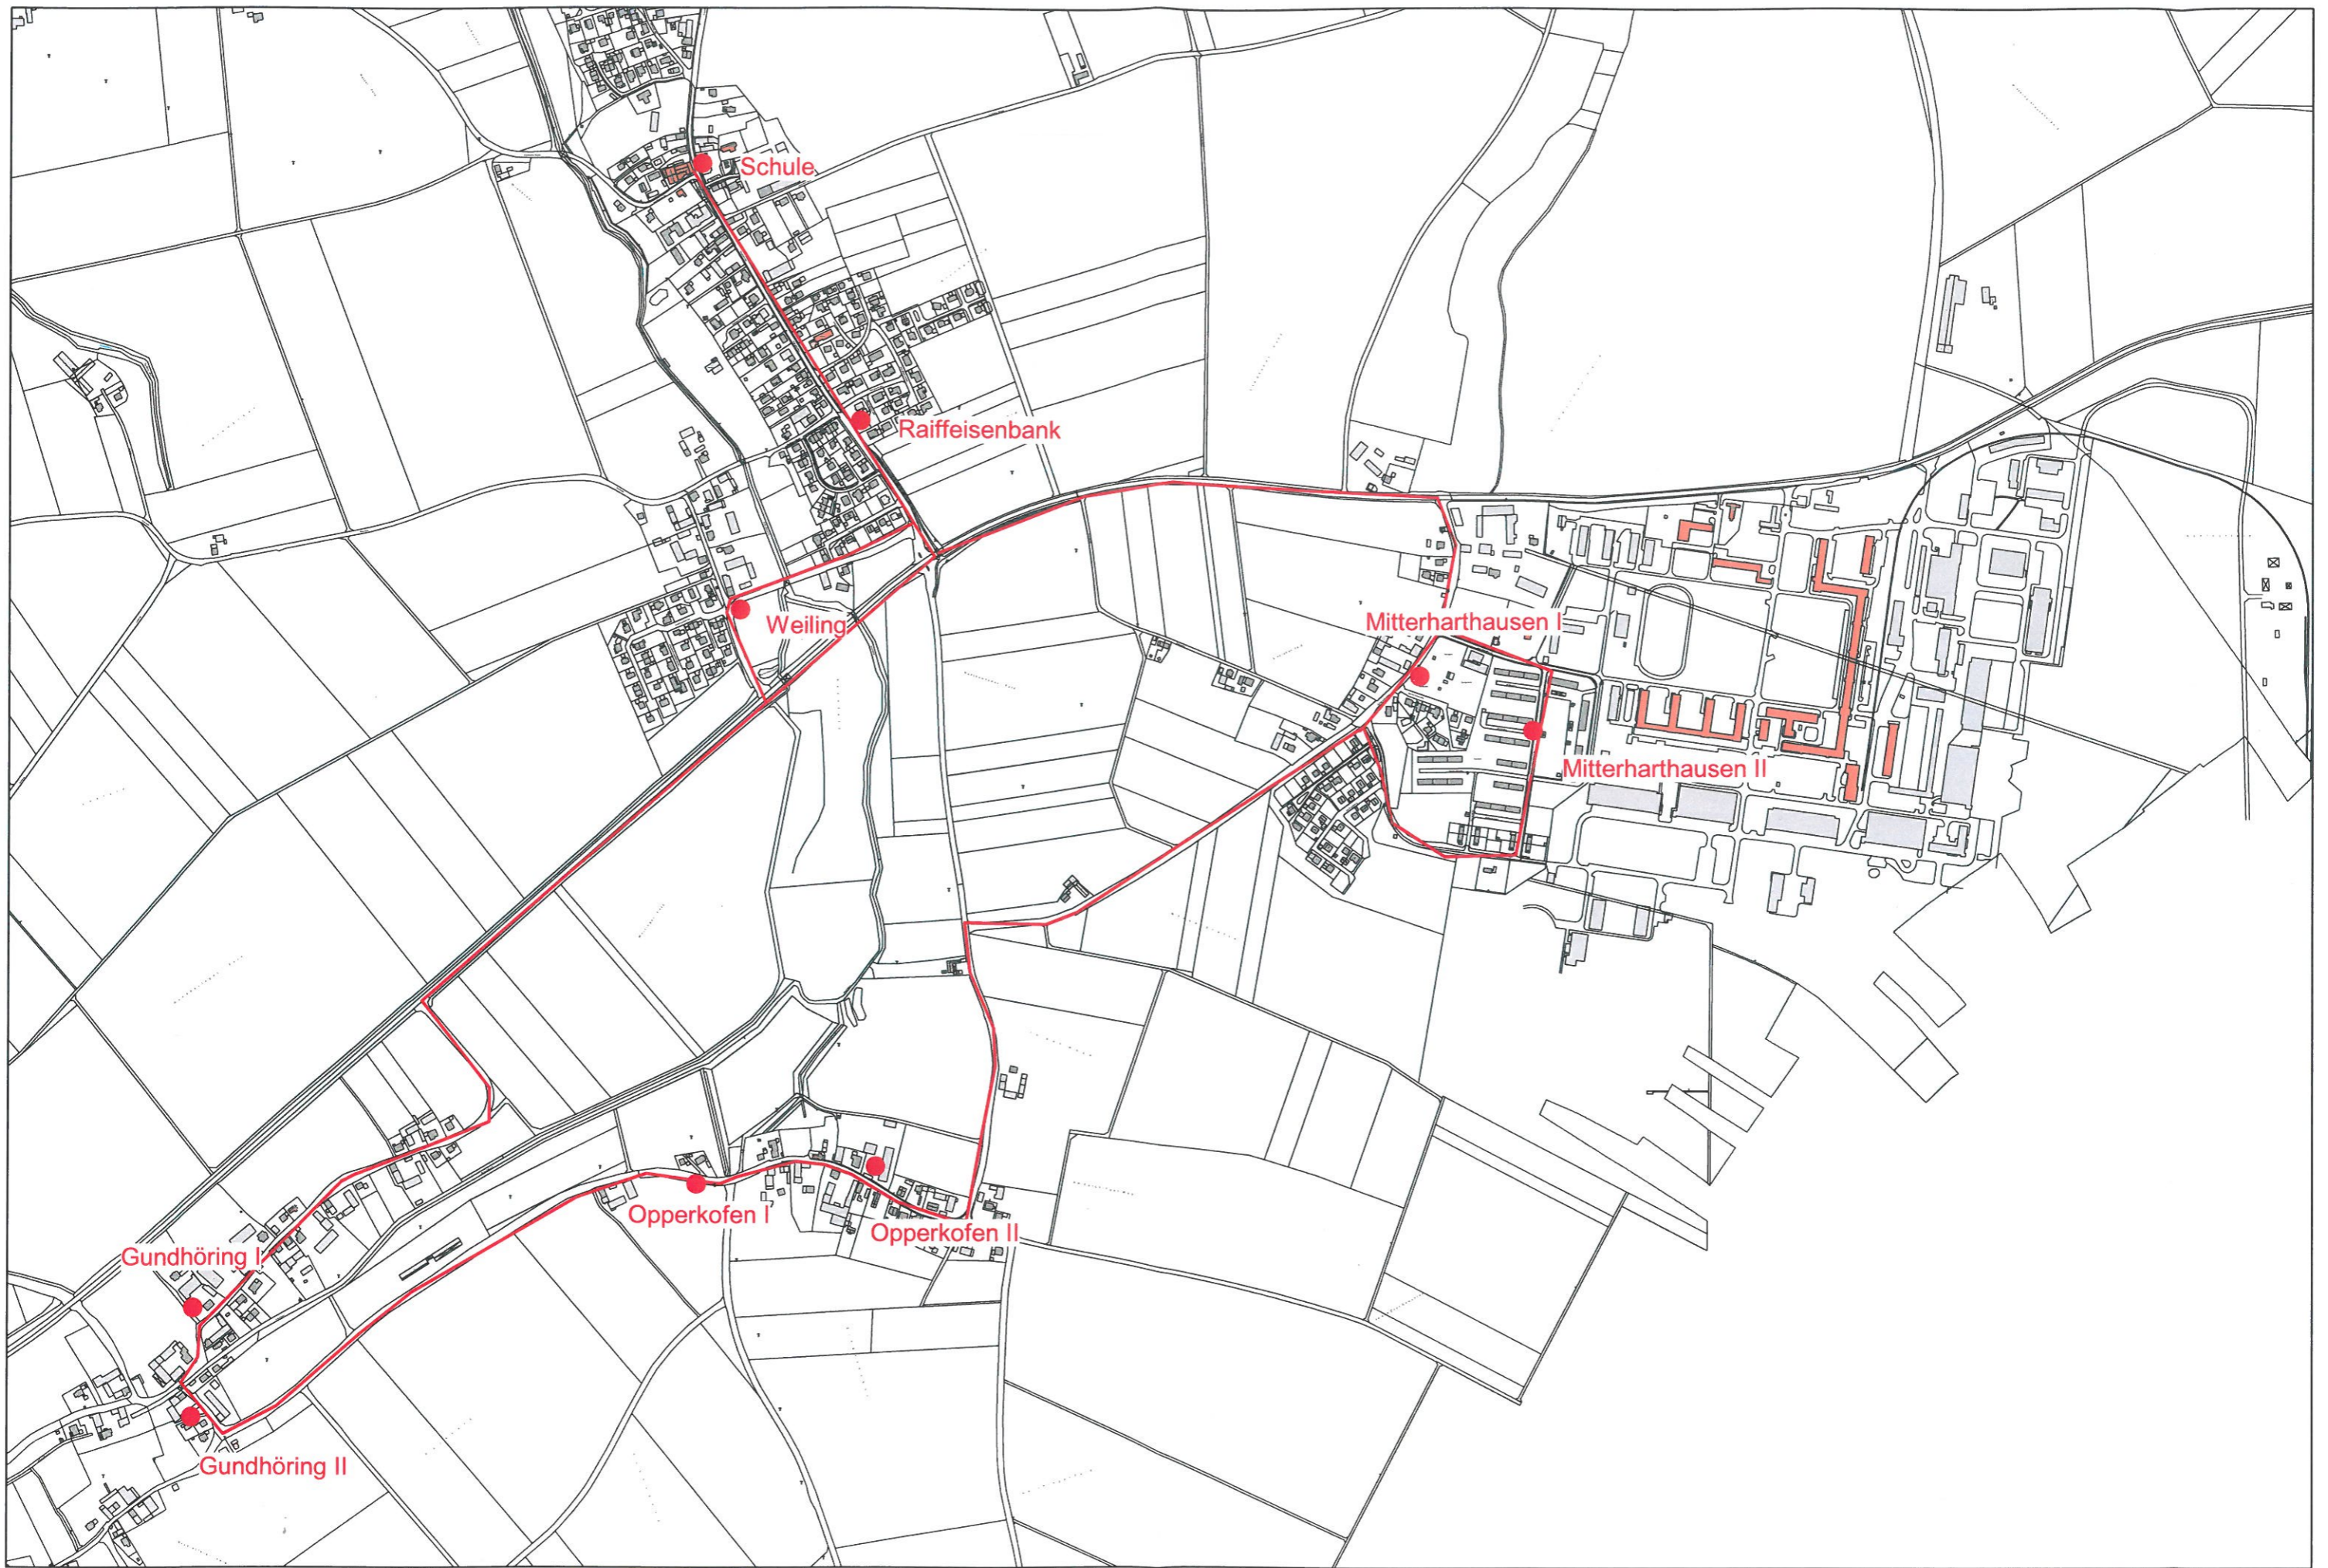 Schule
Raiffeisenbank
Weiling
Mitterharthausen I
Mitterharthausen II
Opperkofen I
Opperkofen II
Gundhöring I
Gundhöring II